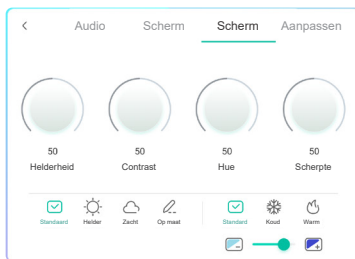 Audio Scherm Scherm Aanpassen
50 50 50 50
Helderheid Contrast Hue Scherpte
Standaard Helder Zacht Op maat Standard Koud Warm